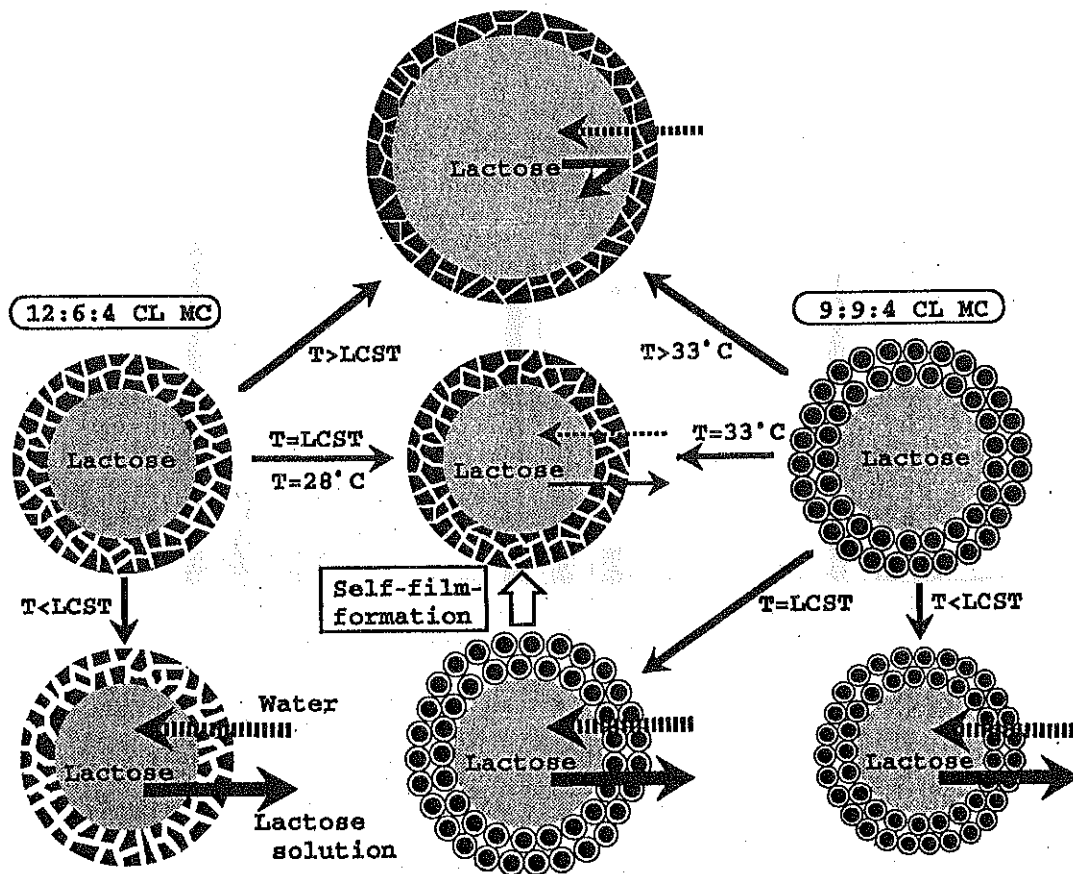 Lactose
12:6:4 CL MC
9:9:4 CL MC
T>LCST
T>33°C
Lactose
T=LCST
T=28°C
Lactose
T=33°C
Lactose
T<LCST
Self-film-
formation
T=LCST
T<LCST
Water
Lactose
Lactose
Lactose
Lactose
solution